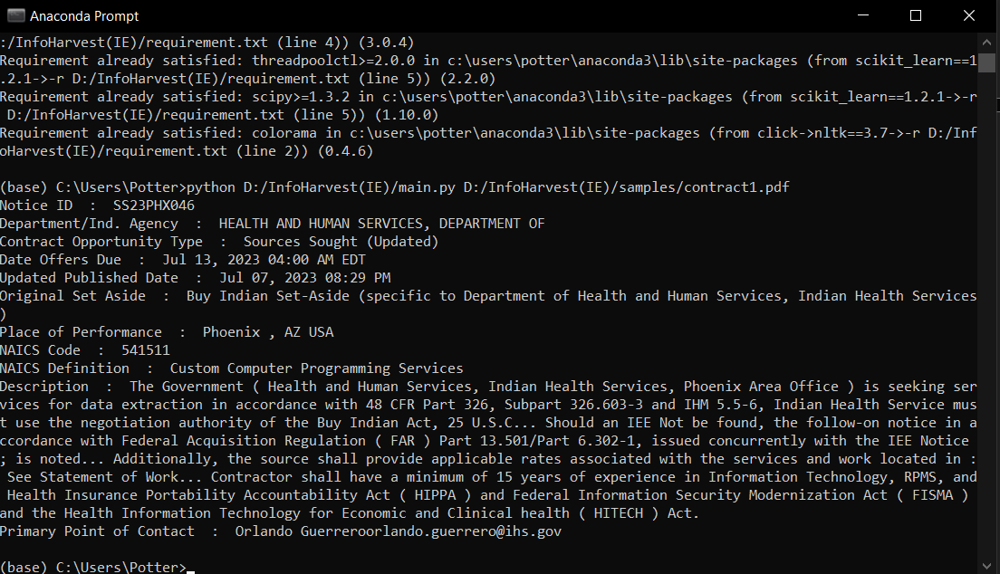 Anaconda Prompt
:/InfoHarvest(IE)/requirement.txt (line 4)) (3.0.4)
Requirement already satisfied: threadpoolctl>=2.0.0 in c:\users\potter\anaconda3\lib\site-packages (from scikit_learn==1
.2.1->-r D:/InfoHarvest(IE)/requirement.txt (line 5)) (2.2.0)
Requirement already satisfied: scipy>=1.3.2 in c:\users\potter\anaconda3\lib\site-packages (from scikit_learn==1.2.1->-r
 D:/InfoHarvest(IE)/requirement.txt (line 5)) (1.10.0)
Requirement already satisfied: colorama in c:\users\potter\anaconda3\lib\site-packages (from click->nltk==3.7->-r D:/Inf
oHarvest(IE)/requirement.txt (line 2)) (0.4.6)
(base) C:\Users\Potter>python D:/InfoHarvest(IE)/main.py D:/InfoHarvest(IE)/samples/contract1.pdf
Notice ID  :  SS23PHX046
Department/Ind. Agency  :  HEALTH AND HUMAN SERVICES, DEPARTMENT OF
Contract Opportunity Type  :  Sources Sought (Updated)
Date Offers Due  :  Jul 13, 2023 04:00 AM EDT
Updated Published Date  :  Jul 07, 2023 08:29 PM
Original Set Aside  :  Buy Indian Set-Aside (specific to Department of Health and Human Services, Indian Health Services
)
Place of Performance  :  Phoenix , AZ USA
NAICS Code  :  541511
NAICS Definition  :  Custom Computer Programming Services
Description  :  The Government ( Health and Human Services, Indian Health Services, Phoenix Area Office ) is seeking ser
vices for data extraction in accordance with 48 CFR Part 326, Subpart 326.603-3 and IHM 5.5-6, Indian Health Service mus
t use the negotiation authority of the Buy Indian Act, 25 U.S.C... Should an IEE Not be found, the follow-on notice in a
ccordance with Federal Acquisition Regulation ( FAR ) Part 13.501/Part 6.302-1, issued concurrently with the IEE Notice
; is noted... Additionally, the source shall provide applicable rates associated with the services and work located in :
 See Statement of Work... Contractor shall have a minimum of 15 years of experience in Information Technology, RPMS, and
 Health Insurance Portability Accountability Act ( HIPPA ) and Federal Information Security Modernization Act ( FISMA )
and the Health Information Technology for Economic and Clinical health ( HITECH ) Act.
Primary Point of Contact  :  Orlando Guerreroorlando.guerrero@ihs.gov
(base) C:\Users\Potter>